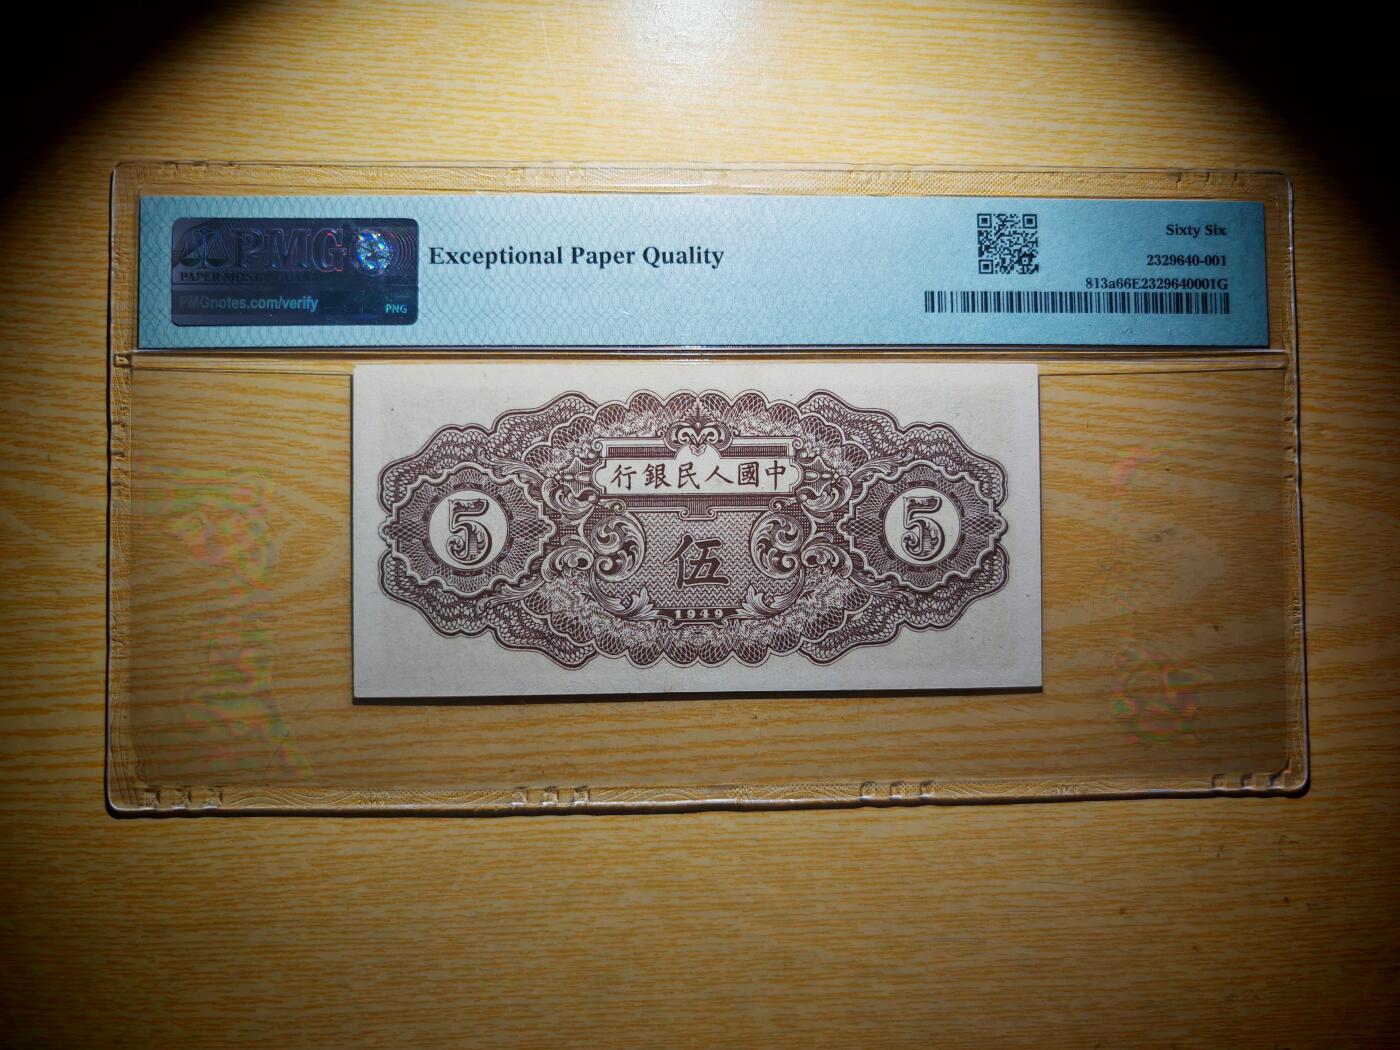 PMG
PAPER MONEY GUARANTY
PMGnotes.com/verify
PNG
Exceptional Paper Quality
Sixty Six
2329640-001
813a66E2329640001G
行銀民人國中
5
伍
5
1949